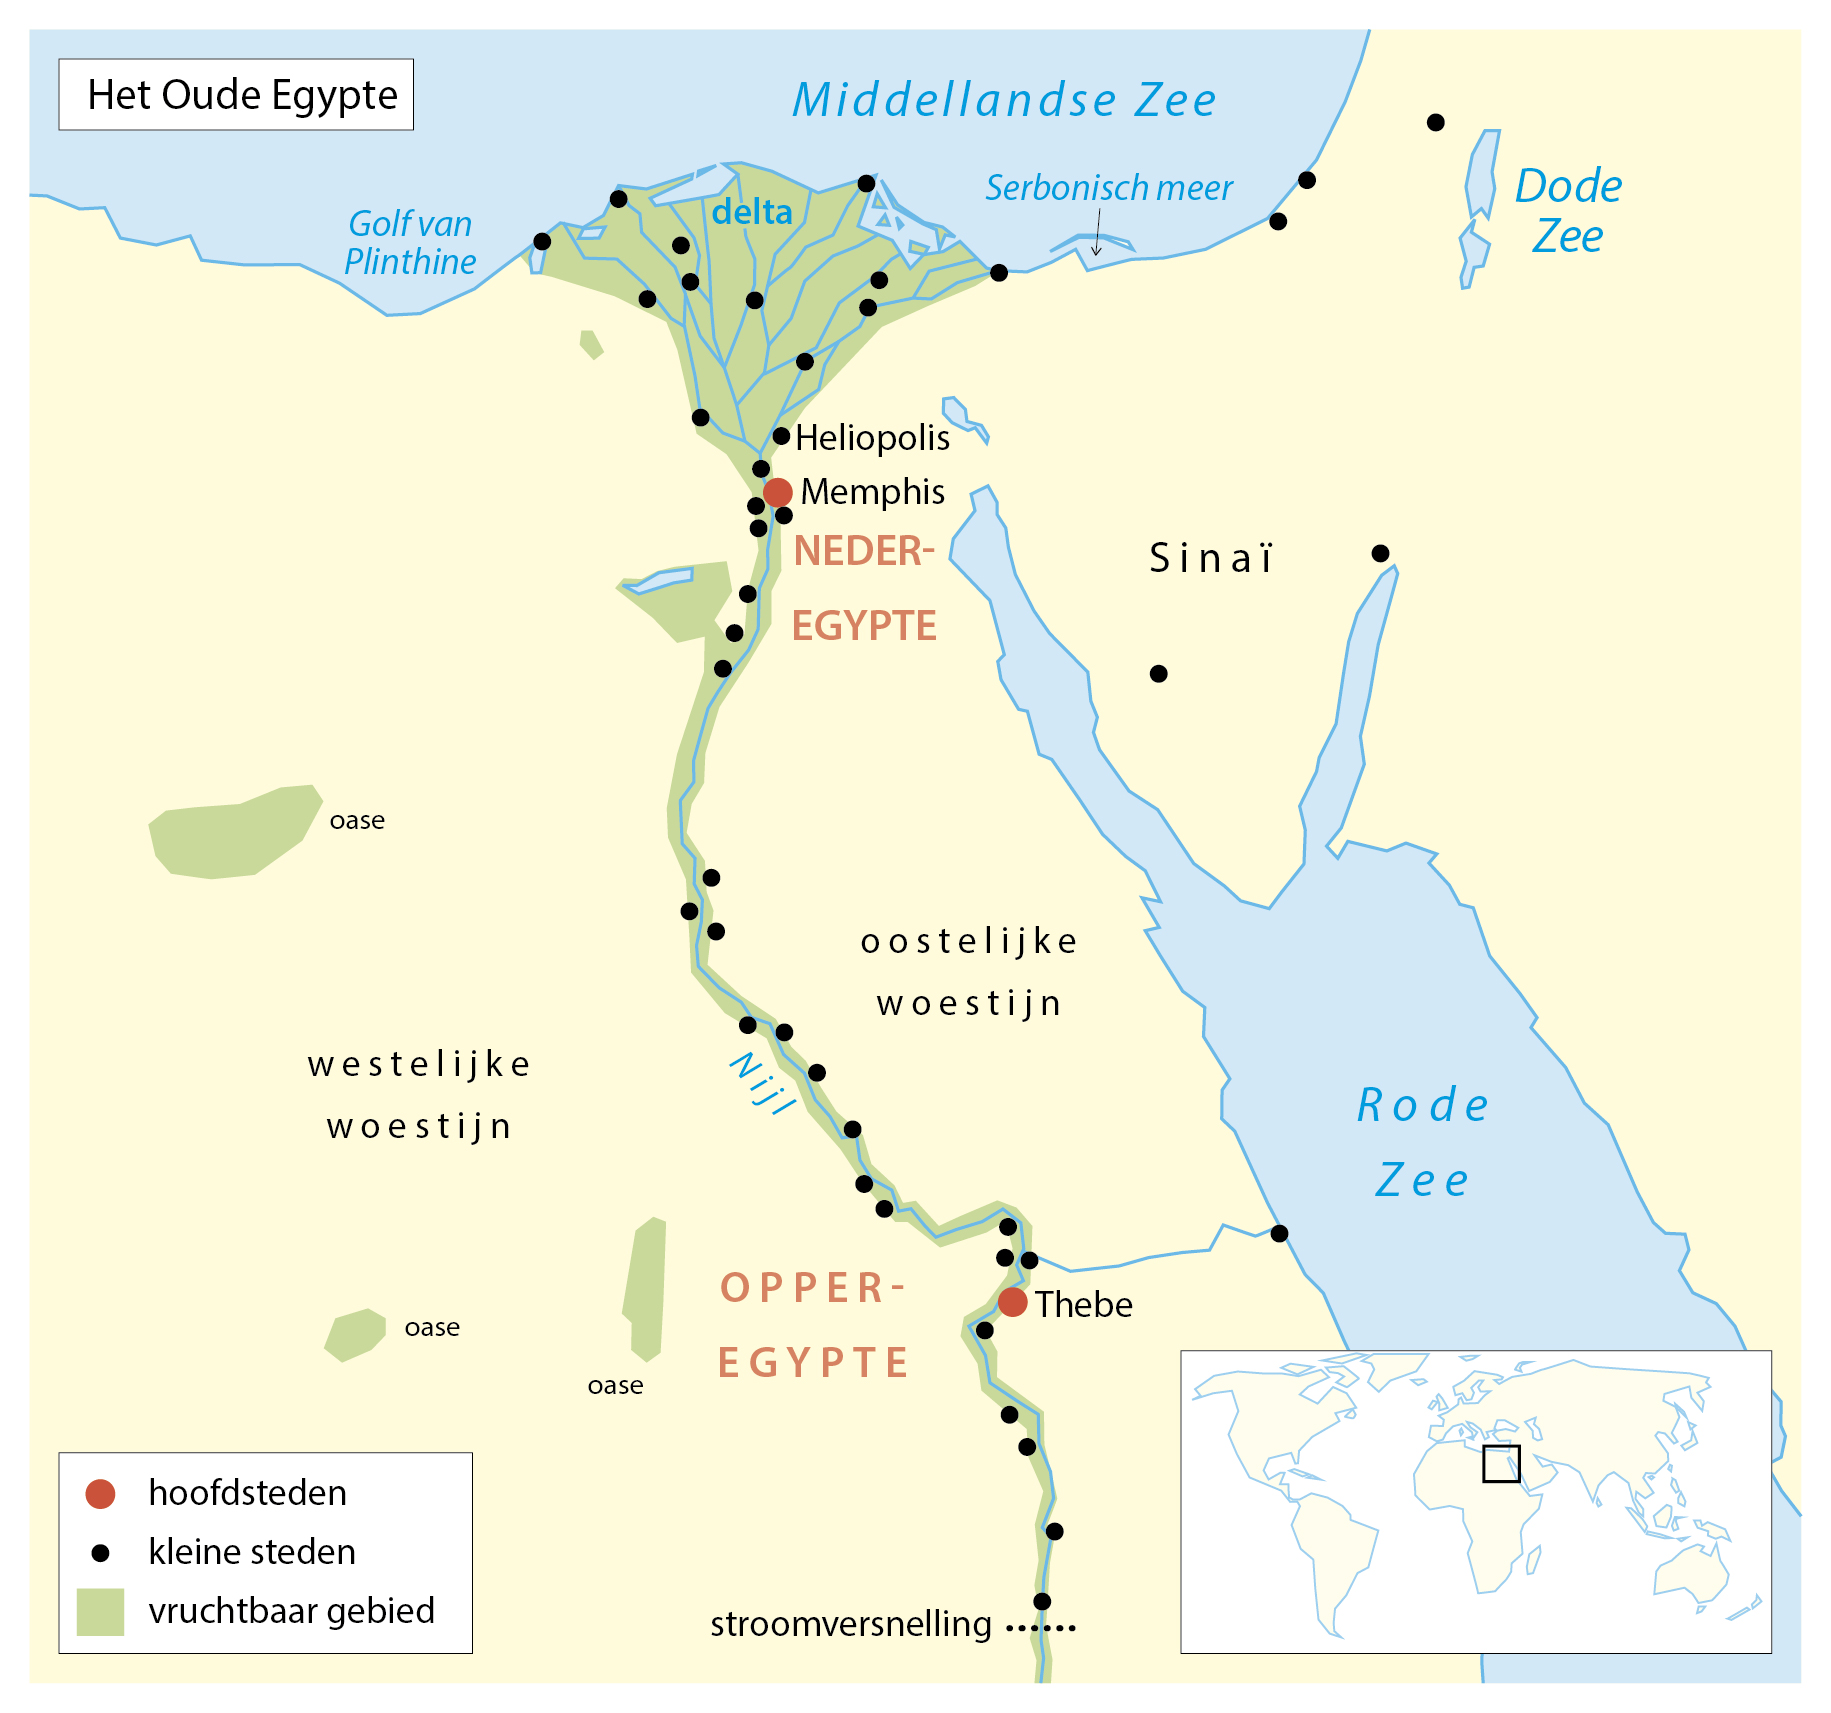 Het Oude Egypte
Middellandse Zee
Serbonisch meer
Dode
Zee
Golf van
Plinthine
delta
Heliopolis
Memphis
NEDER-
EGYPTE
Sinaï
oase
oostelijke
woestijn
westelijke
woestijn
Nijl
Rode
Zee
OPPER-
EGYPTE
Thebe
oase
oase
hoofdsteden
kleine steden
vruchtbaar gebied
stroomversnelling